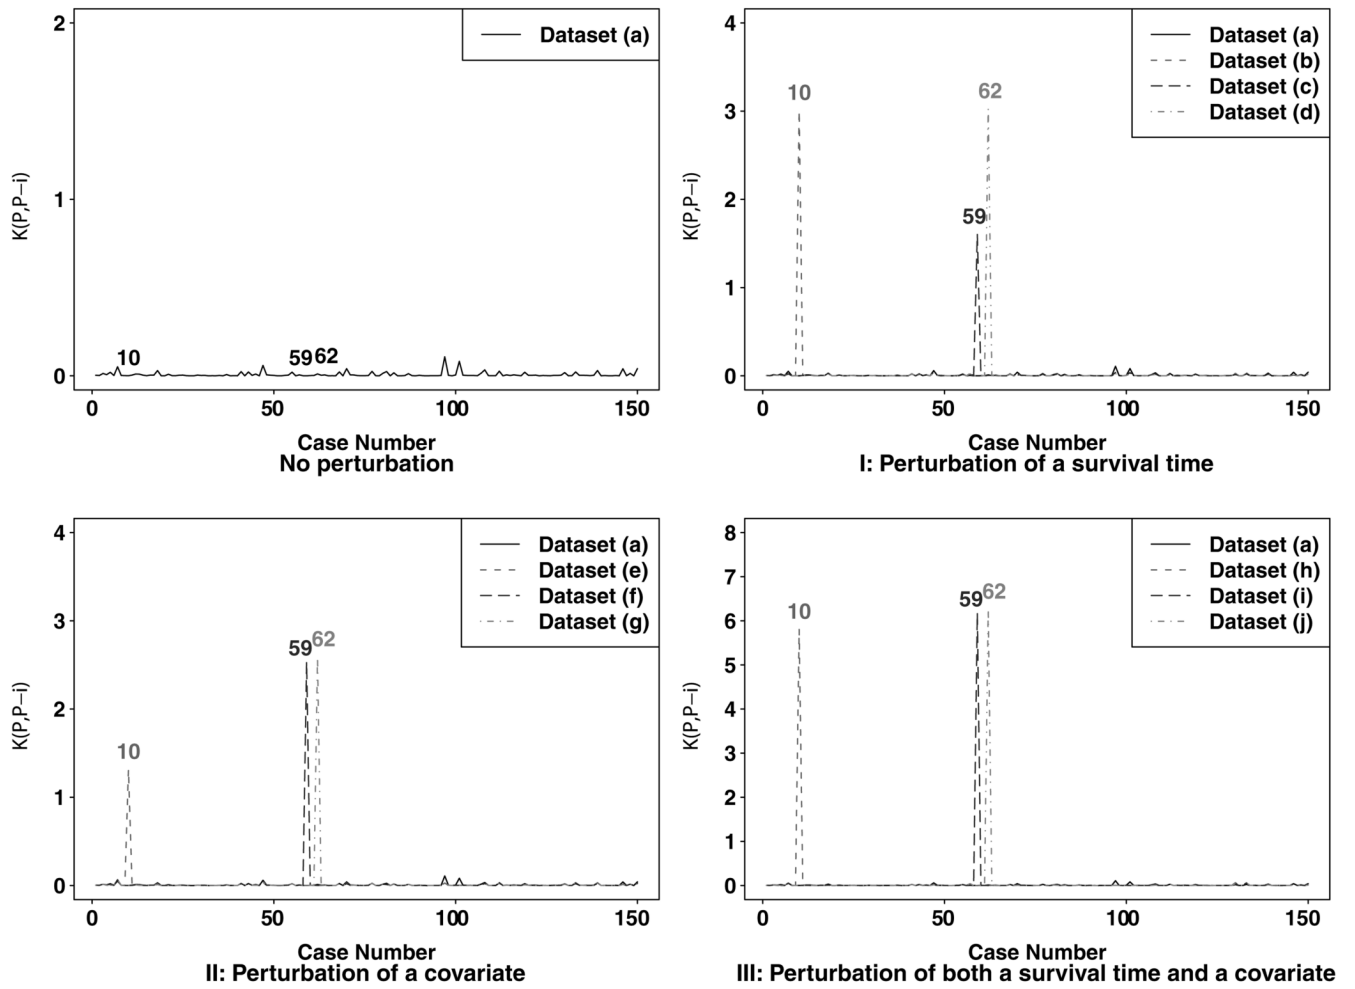 Dataset (a)
2
1
0
K(P,P−i)
10
59
62
0
50
100
150
Case Number
No perturbation
Dataset (a)
Dataset (b)
Dataset (c)
Dataset (d)
4
3
2
1
0
K(P,P−i)
10
59
62
0
50
100
150
Case Number
I: Perturbation of a survival time
Dataset (a)
Dataset (e)
Dataset (f)
Dataset (g)
4
3
2
1
0
K(P,P−i)
10
59
62
0
50
100
150
Case Number
II: Perturbation of a covariate
Dataset (a)
Dataset (h)
Dataset (i)
Dataset (j)
8
7
6
5
4
3
2
1
0
K(P,P−i)
10
59
62
0
50
100
150
Case Number
III: Perturbation of both a survival time and a covariate